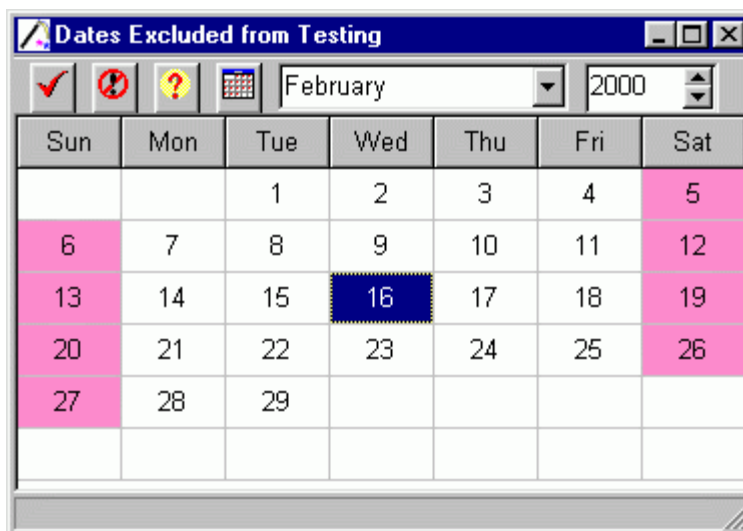 Dates Excluded from Testing
February 2000
Sun Mon Tue Wed Thu Fri Sat
1 2 3 4 5
6 7 8 9 10 11 12
13 14 15 16 17 18 19
20 21 22 23 24 25 26
27 28 29